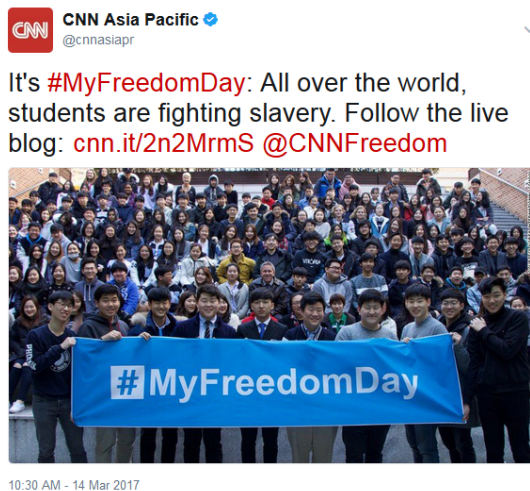 CNN
CNN Asia Pacific
@cnnasiapr
It's #MyFreedomDay: All over the world,
students are fighting slavery. Follow the live
blog: cnn.it/2n2MrmS @CNNFreedom
#MyFreedomDay
10:30 AM - 14 Mar 2017